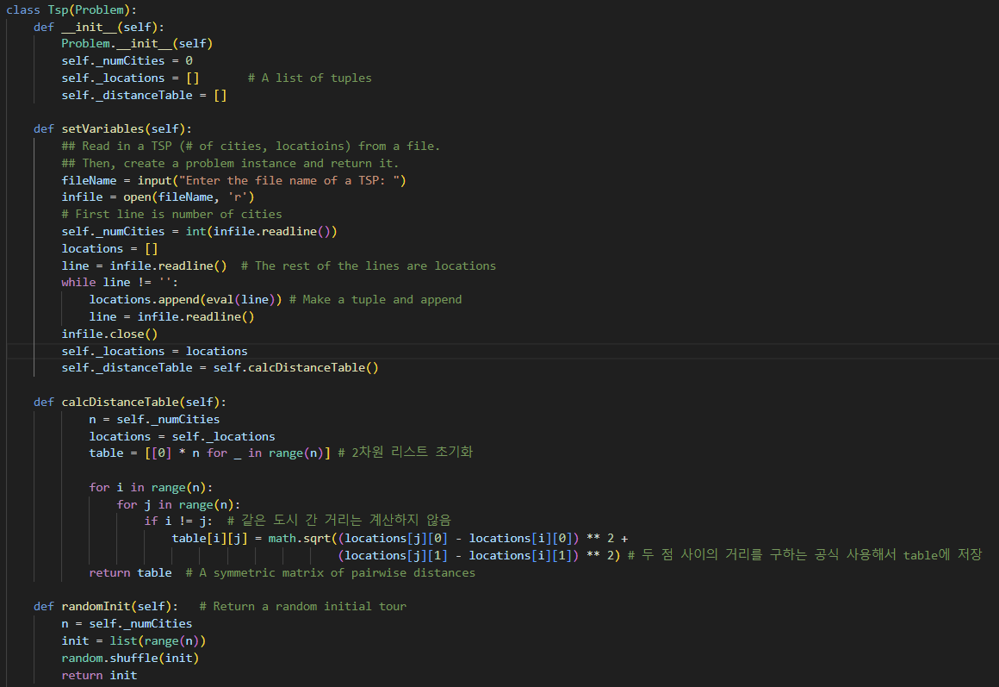 class Tsp(Problem):
    def __init__(self):
        Problem.__init__(self)
        self._numCities = 0
        self._locations = []       # A list of tuples
        self._distanceTable = []

    def setVariables(self):
        ## Read in a TSP (# of cities, locatioins) from a file.
        ## Then, create a problem instance and return it.
        fileName = input("Enter the file name of a TSP: ")
        infile = open(fileName, 'r')
        # First line is number of cities
        self._numCities = int(infile.readline())
        locations = []
        line = infile.readline()  # The rest of the lines are locations
        while line != '':
            locations.append(eval(line)) # Make a tuple and append
            line = infile.readline()
        infile.close()
        self._locations = locations
        self._distanceTable = self.calcDistanceTable()

    def calcDistanceTable(self):
            n = self._numCities
            locations = self._locations
            table = [[0] * n for _ in range(n)] # 2차원 리스트 초기화

            for i in range(n):
                for j in range(n):
                    if i != j:  # 같은 도시 간 거리는 계산하지 않음
                        table[i][j] = math.sqrt((locations[j][0] - locations[i][0]) ** 2 +
                                                (locations[j][1] - locations[i][1]) ** 2) # 두 점 사이의 거리를 구하는 공식 사용해서 table에 저장
            return table  # A symmetric matrix of pairwise distances

    def randomInit(self):   # Return a random initial tour
        n = self._numCities
        init = list(range(n))
        random.shuffle(init)
        return init